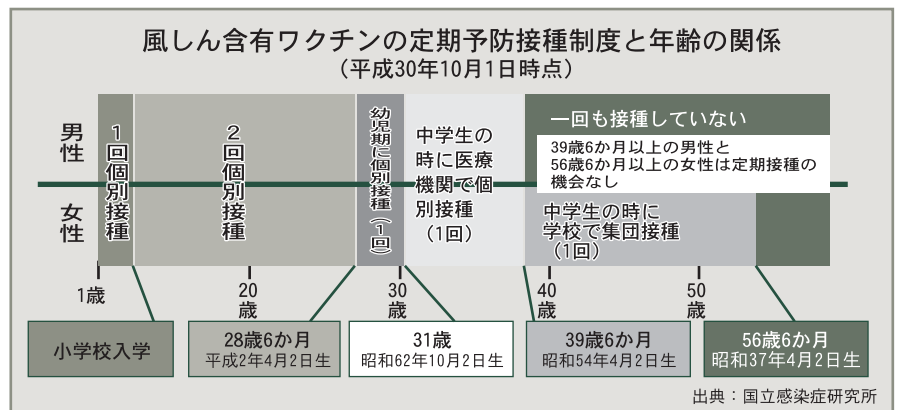 風しん含有ワクチンの定期予防接種制度と年齢の関係
（平成30年10月1日時点）
男性
女性
1回個別接種
2回個別接種
幼児期に個別接種（1回）
中学生の
時に医療
機関で個
別接種
（1回）
一回も接種していない
39歳6か月以上の男性と
56歳6か月以上の女性は定期接種の
機会なし
中学生の時に
学校で集団接種
（1回）
1歳
20歳
30歳
40歳
50歳
小学校入学
28歳6か月
平成2年4月2日生
31歳
昭和62年10月2日生
39歳6か月
昭和54年4月2日生
56歳6か月
昭和37年4月2日生
出典：国立感染症研究所